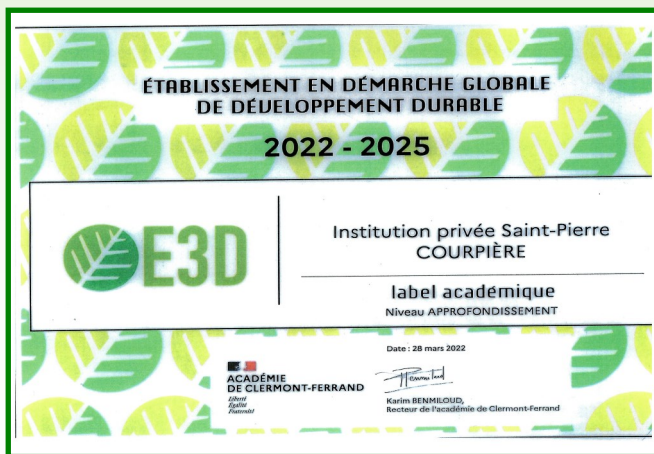 ÉTABLISSEMENT EN DÉMARCHE GLOBALE
DE DÉVELOPPEMENT DURABLE
2022 - 2025
E3D
Institution privée Saint-Pierre
COURPIÈRE
label académique
Niveau APPROFONDISSEMENT
Date : 28 mars 2022
ACADÉMIE
DE CLERMONT-FERRAND
Liberté
Égalité
Fraternité
Karim BENMILOUD,
Recteur de l'académie de Clermont-Ferrand